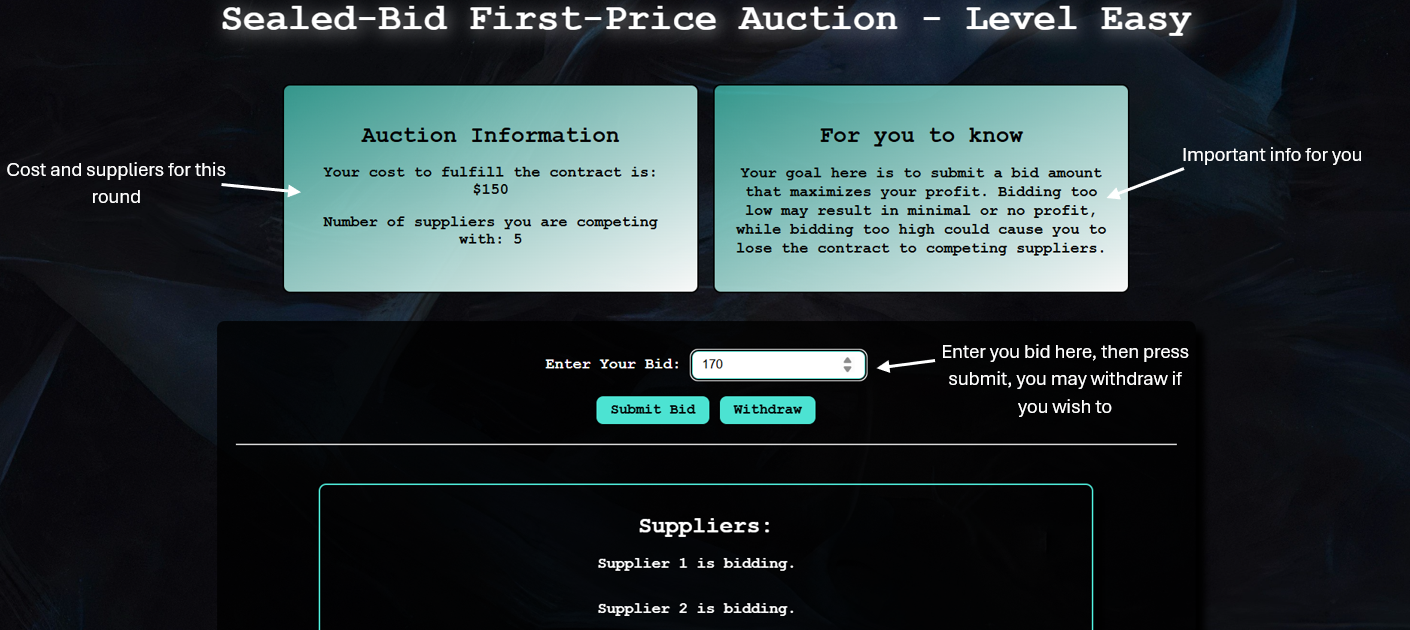 Sealed-Bid First-Price Auction - Level Easy
Cost and suppliers for this
round
Auction Information
Your cost to fulfill the contract is:
$150
Number of suppliers you are competing
with: 5
For you to know
Your goal here is to submit a bid amount
that maximizes your profit. Bidding too
low may result in minimal or no profit,
while bidding too high could cause you to
lose the contract to competing suppliers.
Important info for you
Enter Your Bid: 170
Submit Bid Withdraw
Enter you bid here, then press
submit, you may withdraw if
you wish to
Suppliers:
Supplier 1 is bidding.
Supplier 2 is bidding.